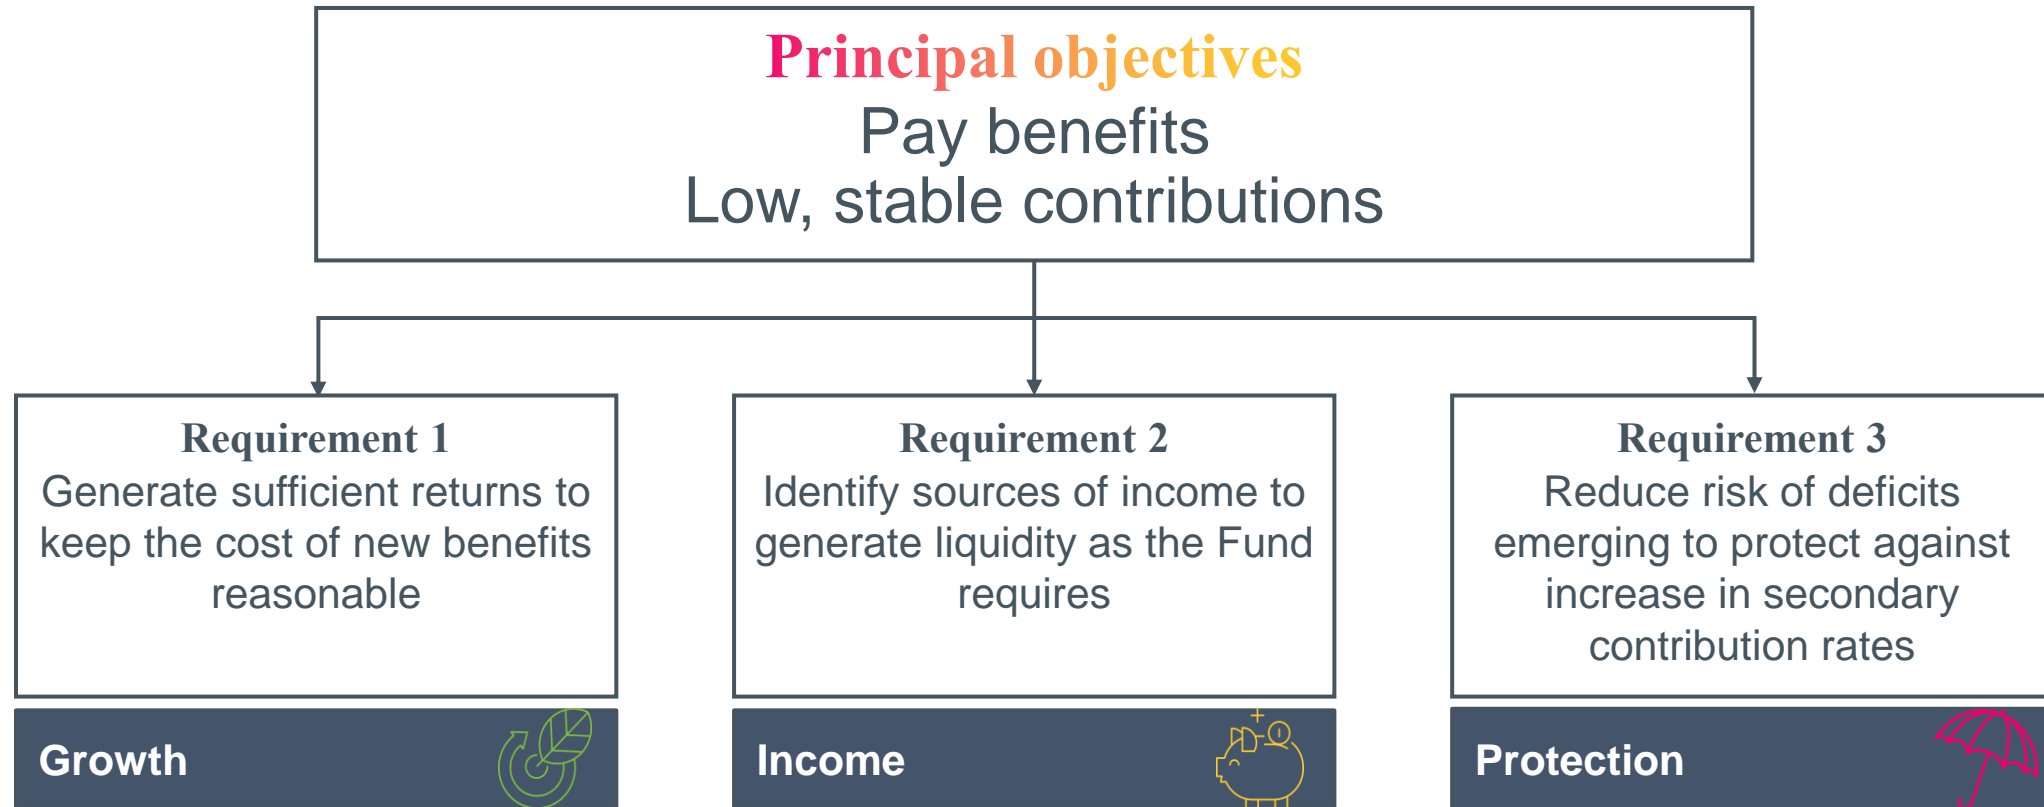 Principal objectives
Pay benefits
Low, stable contributions
Requirement 1
Generate sufficient returns to
keep the cost of new benefits
reasonable
Growth
Requirement 2
Identify sources of income to
generate liquidity as the Fund
requires
Income
Requirement 3
Reduce risk of deficits
emerging to protect against
increase in secondary
contribution rates
Protection